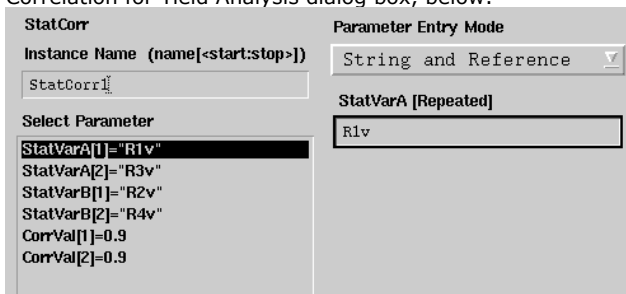 Correlation for Yield Analysis dialog box, below:
StatCorr
Instance Name (name[<start:stop>])
StatCorr1
Select Parameter
StatVarA[1]="R1v"
StatVarA[2]="R3v"
StatVarB[1]="R2v"
StatVarB[2]="R4v"
CorrVal[1]=0.9
CorrVal[2]=0.9
Parameter Entry Mode
String and Reference
StatVarA [Repeated]
R1v